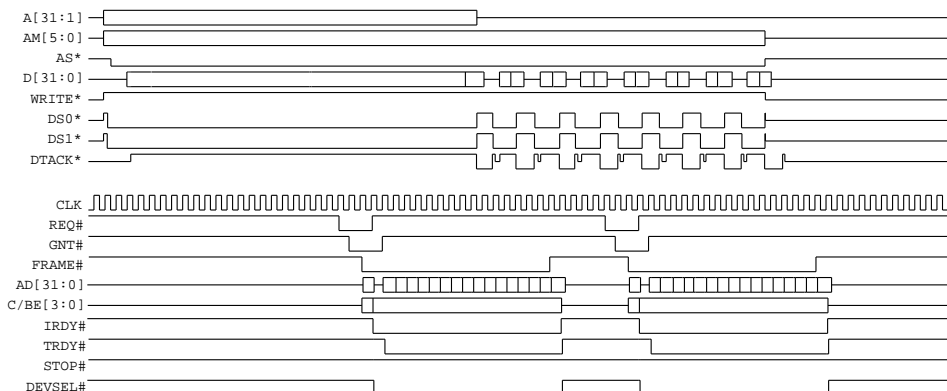 A[31:1]
AM[5:0]
AS*
D[31:0]
WRITE*
DS0*
DS1*
DTACK*
CLK
REQ#
GNT#
FRAME#
AD[31:0]
C/BE[3:0]
IRDY#
TRDY#
STOP#
DEVSEL#